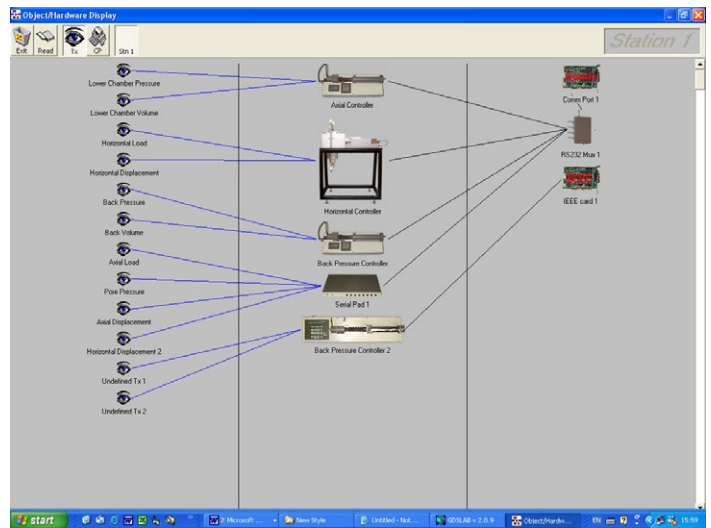 Object/Hardware Display
Exit Read Tx CP Stn 1
Station 1
Lower Chamber Pressure
Lower Chamber Volume
Horizontal Load
Horizontal Displacement
Back Pressure
Back Volume
Axial Load
Pore Pressure
Axial Displacement
Horizontal Displacement 2
Undefined Tx 1
Undefined Tx 2
Axial Controller
Horizontal Controller
Back Pressure Controller
Serial Pad 1
Back Pressure Controller 2
Comm Port 1
RS232 Mux 1
IEEE card 1
start 2 Microsoft ... New Style Untitled - Not... GDSLAB v 2.0.9 Object/Hardw... EN 15:59